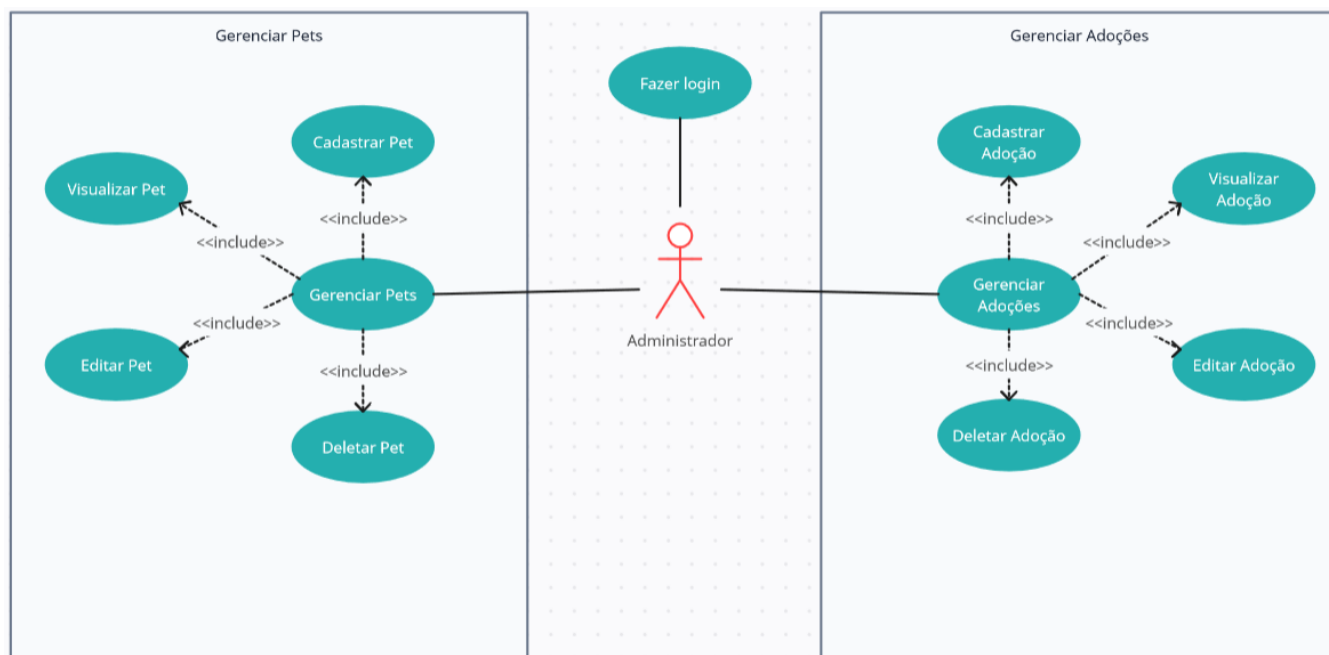 Gerenciar Pets
Cadastrar Pet
Visualizar Pet
<<include>>
<<include>>
Gerenciar Pets
<<include>>
Editar Pet
<<include>>
Deletar Pet
Fazer login
Administrador
Gerenciar Adoções
Cadastrar
Adoção
Visualizar
Adoção
<<include>>
<<include>>
Gerenciar
Adoções
<<include>>
Editar Adoção
<<include>>
Deletar Adoção